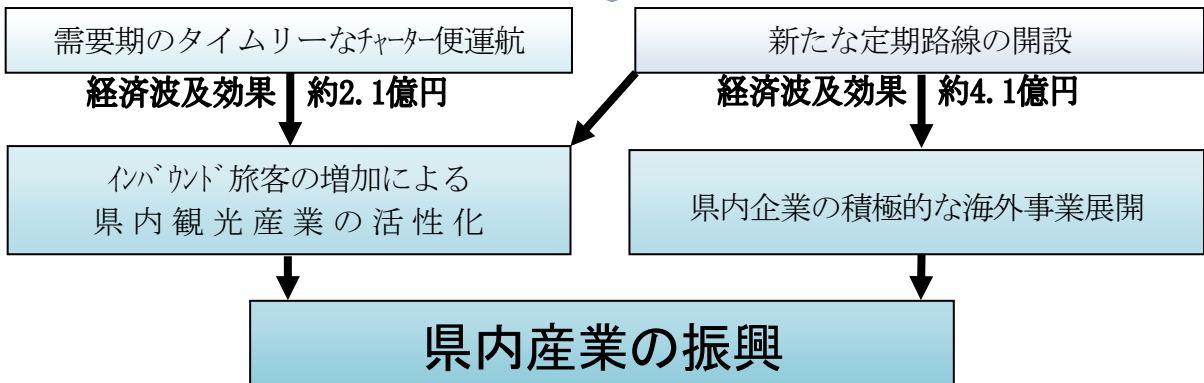 需要期のタイムリーなﾁｬｰﾀｰ便運航
新たな定期路線の開設
経済波及効果 約2.1億円
経済波及効果 約4.1億円
ｲﾝﾊﾞｳﾝﾄﾞ旅客の増加による
県内観光産業の活性化
県内企業の積極的な海外事業展開
県内産業の振興